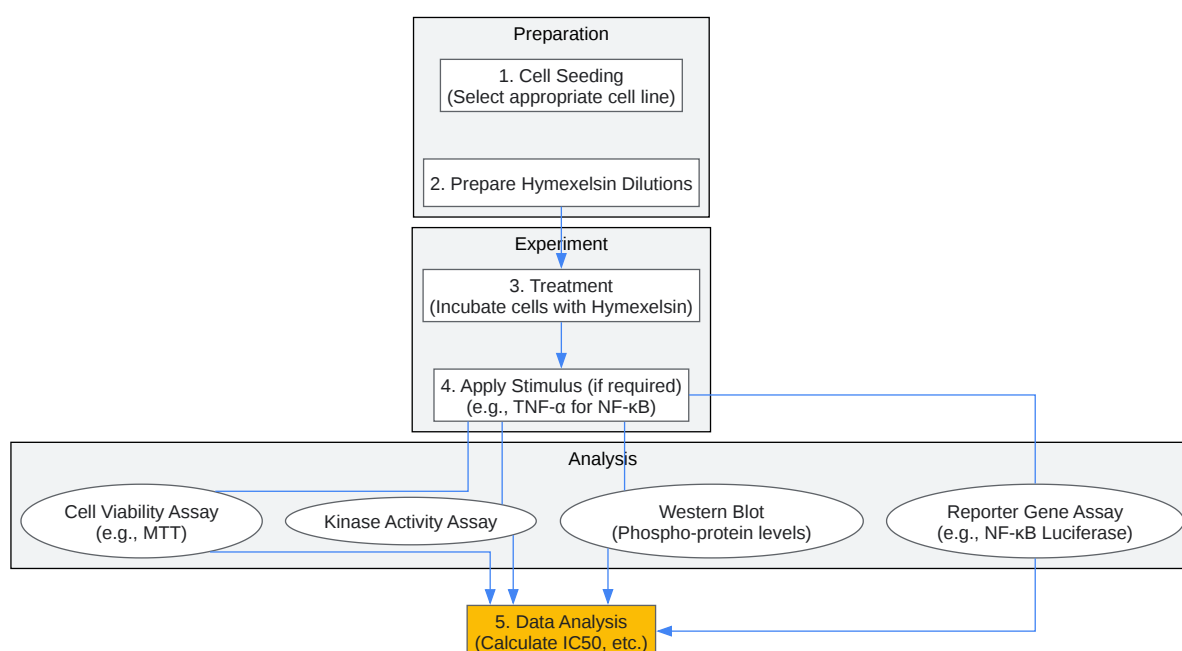 Preparation
1. Cell Seeding
(Select appropriate cell line)
2. Prepare Hymexelsin Dilutions
Experiment
3. Treatment
(Incubate cells with Hymexelsin)
4. Apply Stimulus (if required)
(e.g., TNF-α for NF-κB)
Analysis
Cell Viability Assay
(e.g., MTT)
Kinase Activity Assay
Western Blot
(Phospho-protein levels)
Reporter Gene Assay
(e.g., NF-κB Luciferase)
5. Data Analysis
(Calculate IC50, etc.)